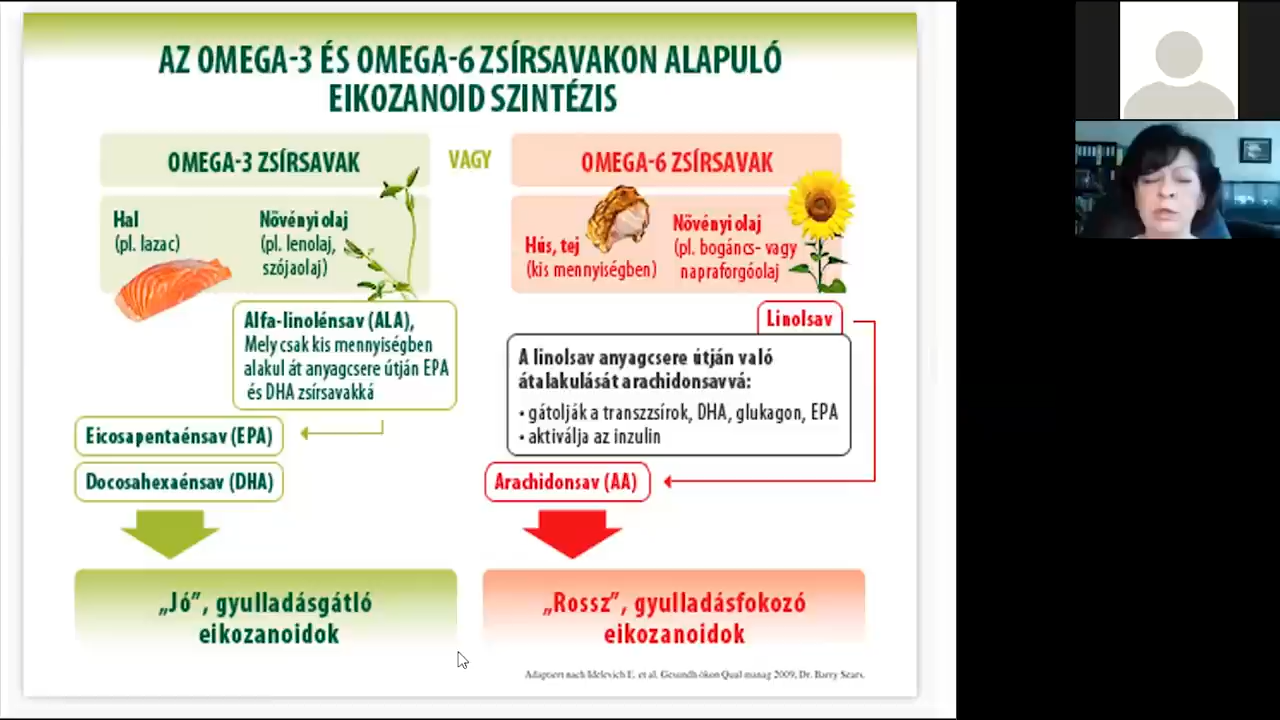 AZ OMEGA-3 ÉS OMEGA-6 ZSÍRSAVAKON ALAPULÓ
EIKOZANOID SZINTÉZIS
OMEGA-3 ZSÍRSAVAK
VAGY
OMEGA-6 ZSÍRSAVAK
Hal
(pl. lazac)
Növényi olaj
(pl. lenolaj,
szójaolaj)
Hús, tej
(kis mennyiségben)
Növényi olaj
(pl. bogáncs- vagy
napraforgóolaj
Alfa-linolénsav (ALA),
Mely csak kis mennyiségben
alakul át anyagcsere útján EPA
és DHA zsírsavakká
Linolsav
A linolsav anyagcsere útján való
átalakulását arachidonsavvá:
• gátolják a transzzsírok, DHA, glukagon, EPA
• aktiválja az inzulin
Eicosapentaénsav (EPA)
Docosahexaénsav (DHA)
Arachidonsav (AA)
„Jó”, gyulladásgátló
eikozanoidok
„Rossz”, gyulladásfokozó
eikozanoidok
Adaptiert nach Idelevich E. et al. Gesundh ökon Qual manag 2009, Dr. Barry Sears.